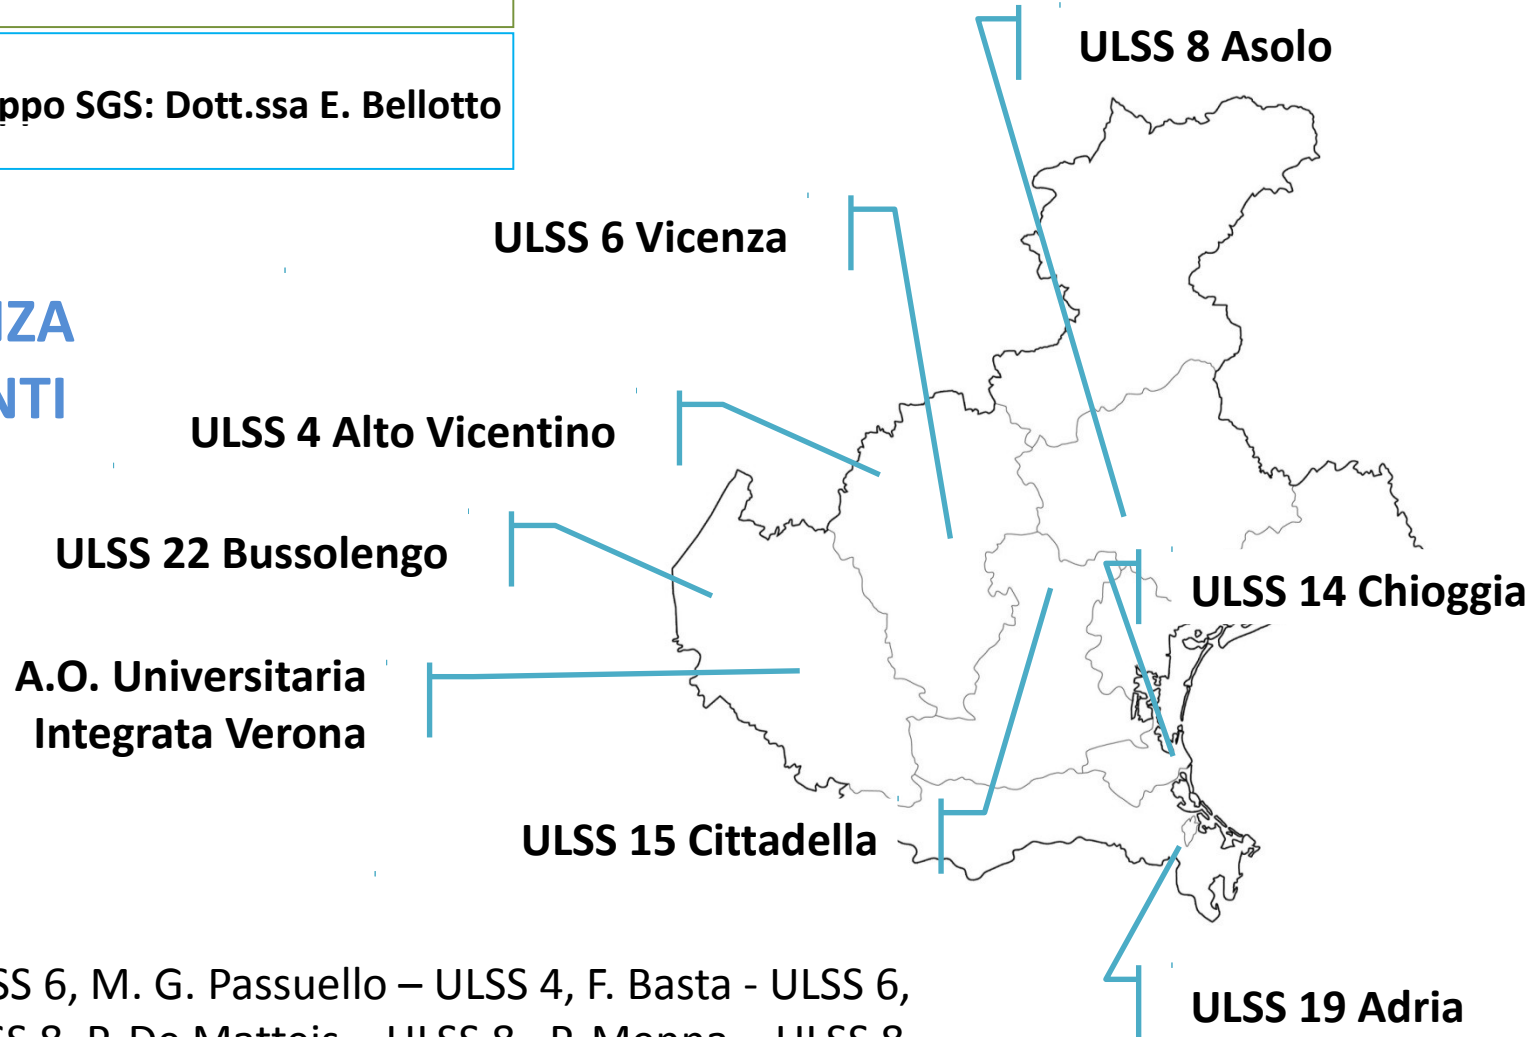 ULSS 8 Asolo
ppo SGS: Dott.ssa E. Bellotto
ULSS 6 Vicenza
NZA
NTI
ULSS 4 Alto Vicentino
ULSS 22 Bussolengo
ULSS 14 Chioggia
A.O. Universitaria
Integrata Verona
ULSS 15 Cittadella
SS 6, M. G. Passuello – ULSS 4, F. Basta - ULSS 6,
ULSS 19 Adria